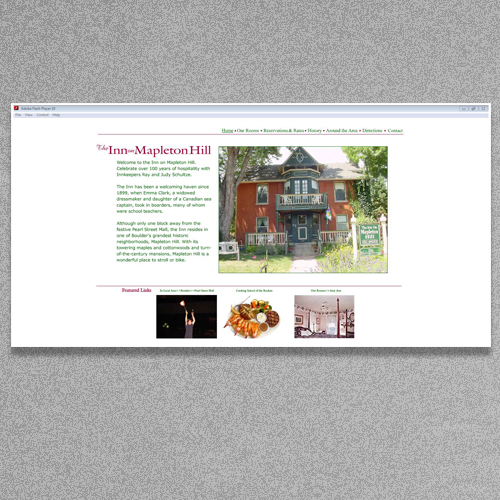 Adobe Flash Player 10
File View Control Help
Home • Our Rooms • Reservations & Rates • History • Around the Area • Directions • Contact
The Inn on Mapleton Hill
Welcome to the Inn on Mapleton Hill.
Celebrate over 100 years of hospitality with
Innkeepers Ray and Judy Schultze.
The Inn has been a welcoming haven since
1899, when Emma Clark, a widowed
dressmaker and daughter of a Canadian sea
captain, took in boarders, many of whom
were school teachers.
Although only one block away from the
festive Pearl Street Mall, the Inn resides in
one of Boulder's grandest historic
neighborhoods, Mapleton Hill. With its
towering maples and cottonwoods and turn-
of-the-century mansions, Mapleton Hill is a
wonderful place to stroll or bike.
Mapleton
Hill
Featured Links
Cooking School of the Rockies